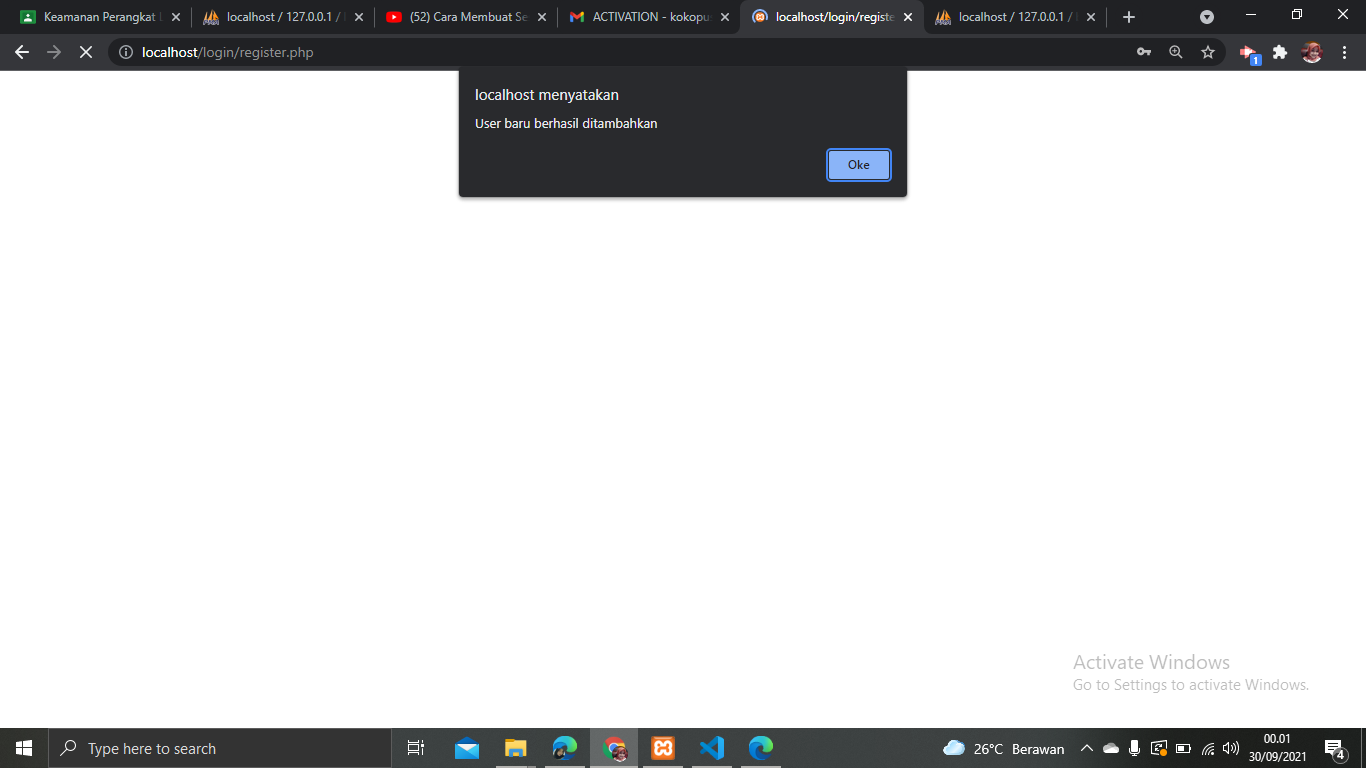 Keamanan Perangkat
localhost / 127.0.0.1 /
(52) Cara Membuat Se
ACTIVATION - kokopus
localhost/login/registe
localhost / 127.0.0.1 /
localhost/login/register.php
1
localhost menyatakan
User baru berhasil ditambahkan
Oke
Activate Windows
Go to Settings to activate Windows.
Type here to search
26°C Berawan
00.01
30/09/2021
4